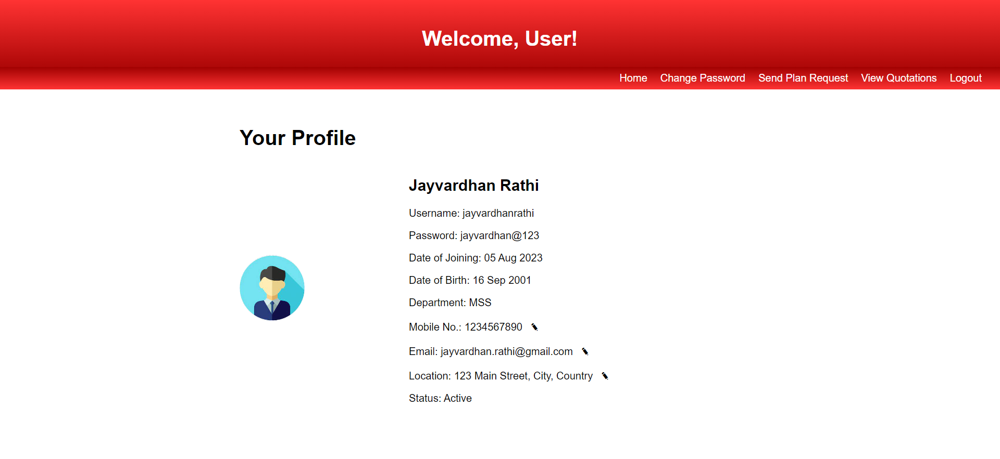 Welcome, User!
Home Change Password Send Plan Request View Quotations Logout
Your Profile
Jayvardhan Rathi
Username: jayvardhanrathi
Password: jayvardhan@123
Date of Joining: 05 Aug 2023
Date of Birth: 16 Sep 2001
Department: MSS
Mobile No.: 1234567890
Email: jayvardhan.rathi@gmail.com
Location: 123 Main Street, City, Country
Status: Active